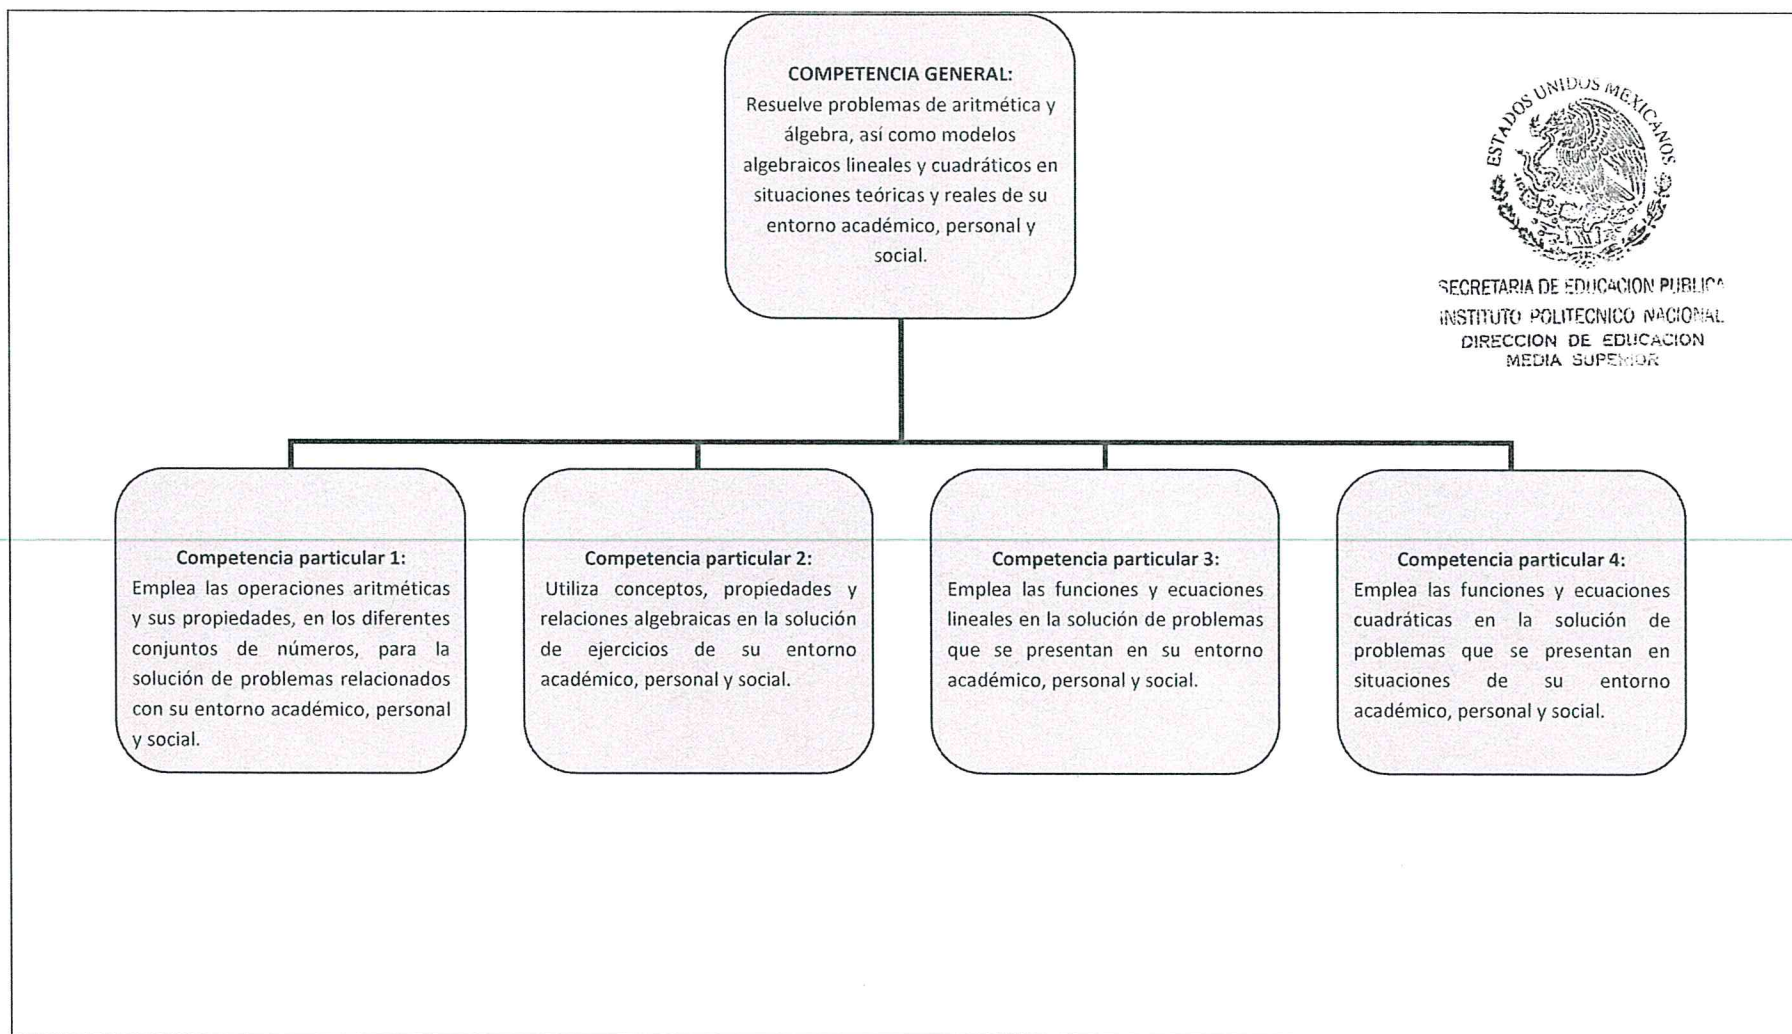 COMPETENCIA GENERAL:
Resuelve problemas de aritmética y
álgebra, así como modelos
algebraicos lineales y cuadráticos en
situaciones teóricas y reales de su
entorno académico, personal y
social.
ESTADOS UNIDOS MEXICANOS
SECRETARIA DE EDUCACION PUBLICA
INSTITUTO POLITECNICO NACIONAL
DIRECCION DE EDUCACION
MEDIA SUPERIOR
Competencia particular 1:
Emplea las operaciones aritméticas
y sus propiedades, en los diferentes
conjuntos de números, para la
solución de problemas relacionados
con su entorno académico, personal
y social.
Competencia particular 2:
Utiliza conceptos, propiedades y
relaciones algebraicas en la solución
de ejercicios de su entorno
académico, personal y social.
Competencia particular 3:
Emplea las funciones y ecuaciones
lineales en la solución de problemas
que se presentan en su entorno
académico, personal y social.
Competencia particular 4:
Emplea las funciones y ecuaciones
cuadráticas en la solución de
problemas que se presentan en
situaciones de su entorno
académico, personal y social.